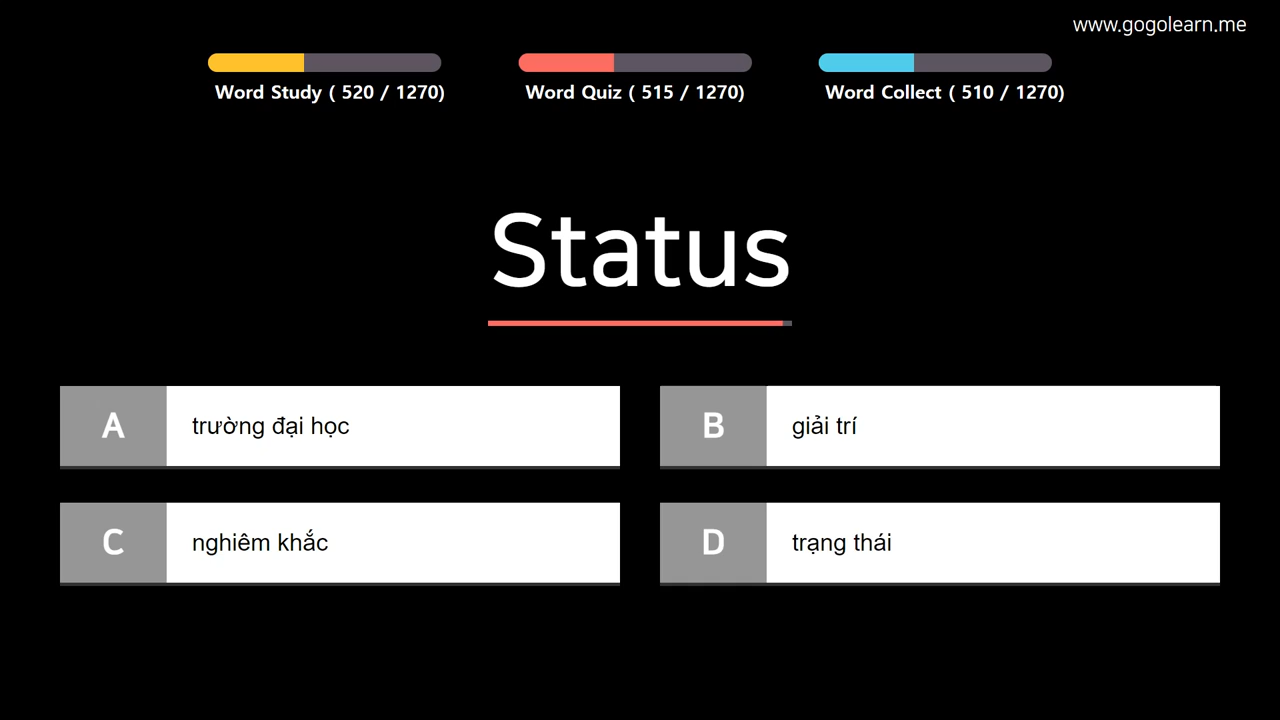 www.gogolearn.me
Word Study ( 520 / 1270)
Word Quiz ( 515 / 1270)
Word Collect ( 510 / 1270)
Status
A
trường đại học
B
giải trí
C
nghiêm khắc
D
trạng thái